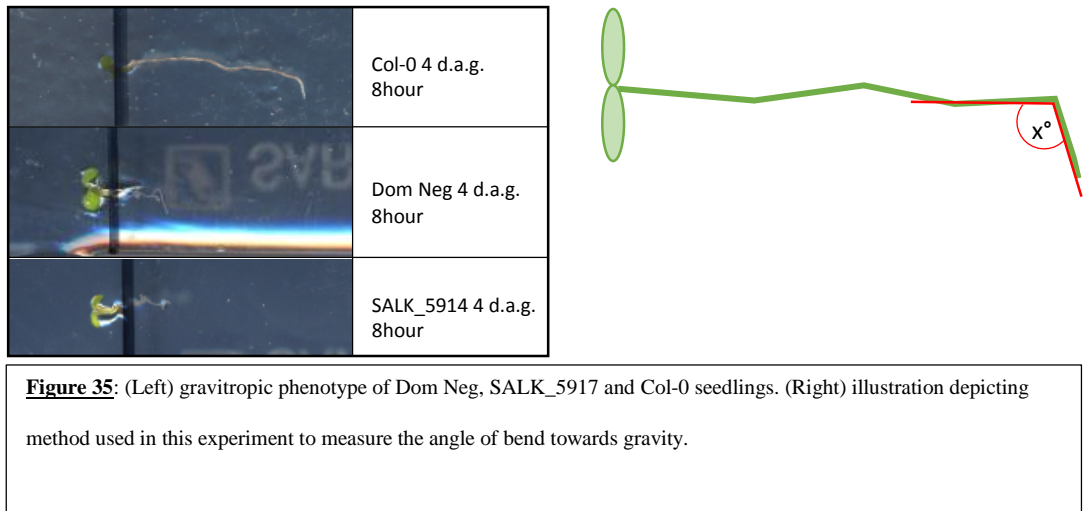 Col-0 4 d.a.g.
8hour
Dom Neg 4 d.a.g.
8hour
SALK_5914 4 d.a.g.
8hour
x°
Figure 35: (Left) gravitropic phenotype of Dom Neg, SALK_5917 and Col-0 seedlings. (Right) illustration depicting
method used in this experiment to measure the angle of bend towards gravity.